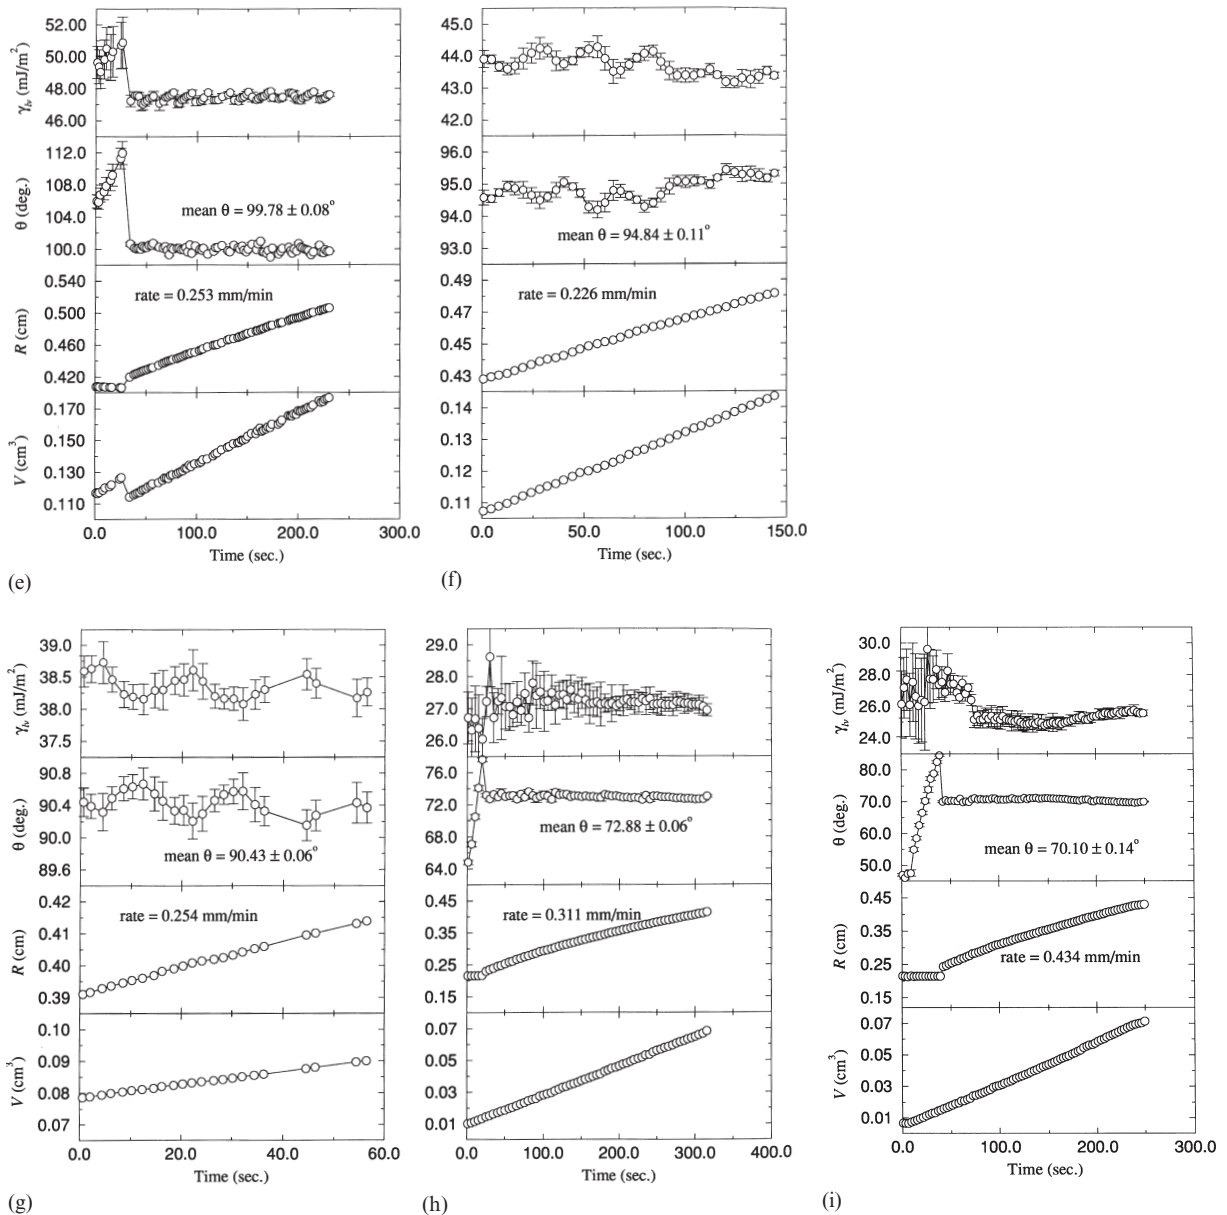 52.00
50.00
48.00
46.00
γlv (mJ/m²)
112.0
108.0
104.0
100.0
θ (deg.)
mean θ = 99.78 ± 0.08°
0.540
0.500
0.460
0.420
R (cm)
rate = 0.253 mm/min
0.170
0.150
0.130
0.110
V (cm³)
0.0 100.0 200.0 300.0
Time (sec.)
(e)
45.0
44.0
43.0
42.0
96.0
95.0
94.0
93.0
mean θ = 94.84 ± 0.11°
0.49
0.47
0.45
0.43
rate = 0.226 mm/min
0.14
0.13
0.12
0.11
0.0 50.0 100.0 150.0
Time (sec.)
(f)
39.0
38.5
38.0
37.5
γlv (mJ/m²)
90.8
90.4
90.0
89.6
θ (deg.)
mean θ = 90.43 ± 0.06°
0.42
0.41
0.40
0.39
R (cm)
rate = 0.254 mm/min
0.10
0.09
0.08
0.07
V (cm³)
0.0 20.0 40.0 60.0
Time (sec.)
(g)
29.0
28.0
27.0
26.0
76.0
72.0
68.0
64.0
mean θ = 72.88 ± 0.06°
0.45
0.35
0.25
0.15
rate = 0.311 mm/min
0.07
0.05
0.03
0.01
0.0 100.0 200.0 300.0 400.0
Time (sec.)
(h)
30.0
28.0
26.0
24.0
γlv (mJ/m²)
80.0
70.0
60.0
50.0
θ (deg.)
mean θ = 70.10 ± 0.14°
0.45
0.35
0.25
0.15
R (cm)
rate = 0.434 mm/min
0.07
0.05
0.03
0.01
V (cm³)
0.0 100.0 200.0 300.0
Time (sec.)
(i)